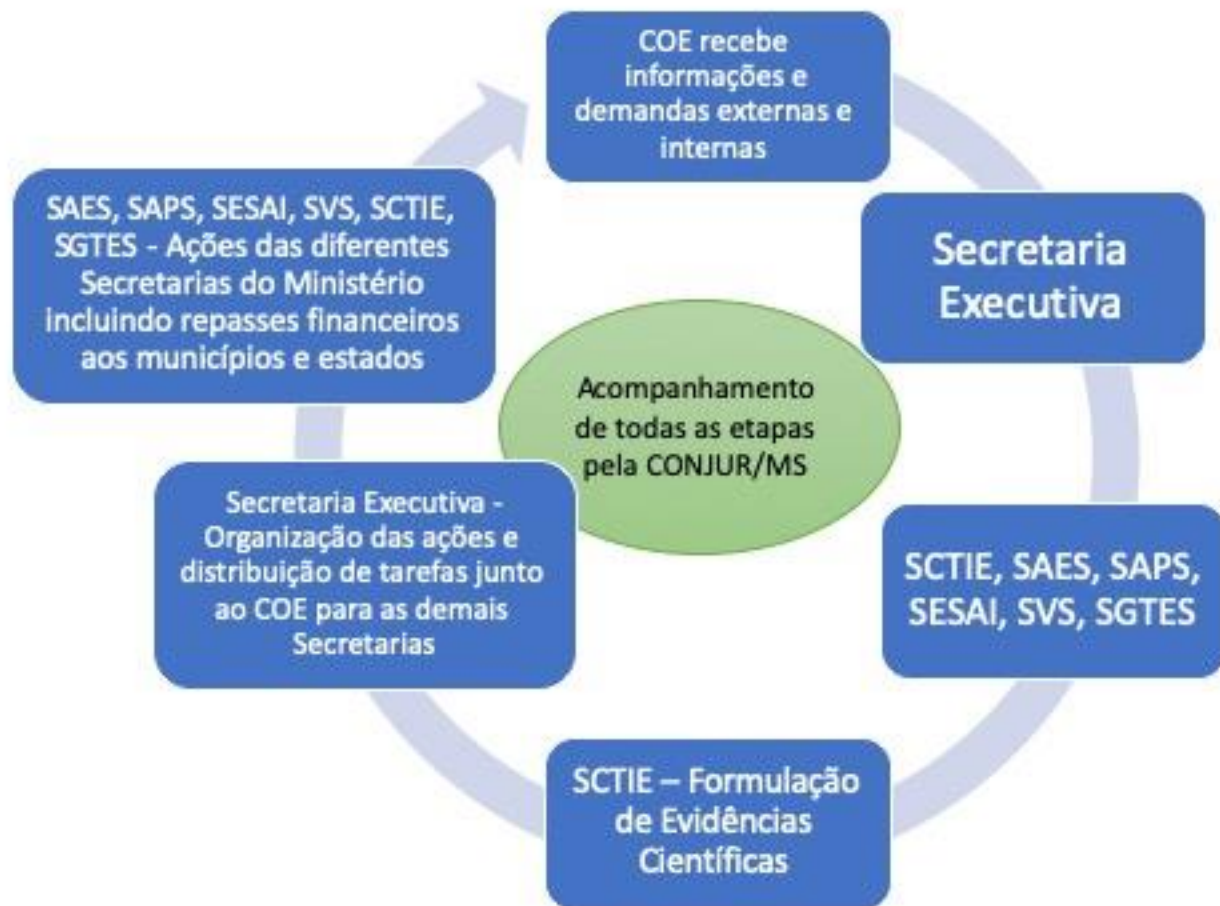 COE recebe
informações e
demandas externas e
internas
Secretaria
Executiva
SCTIE, SAES, SAPS,
SESAI, SVS, SGTES
SCTIE – Formulação
de Evidências
Científicas
Secretaria Executiva -
Organização das ações e
distribuição de tarefas junto
ao COE para as demais
Secretarias
SAES, SAPS, SESAI, SVS, SCTIE,
SGTES - Ações das diferentes
Secretarias do Ministério
incluindo repasses financeiros
aos municípios e estados
Acompanhamento
de todas as etapas
pela CONJUR/MS